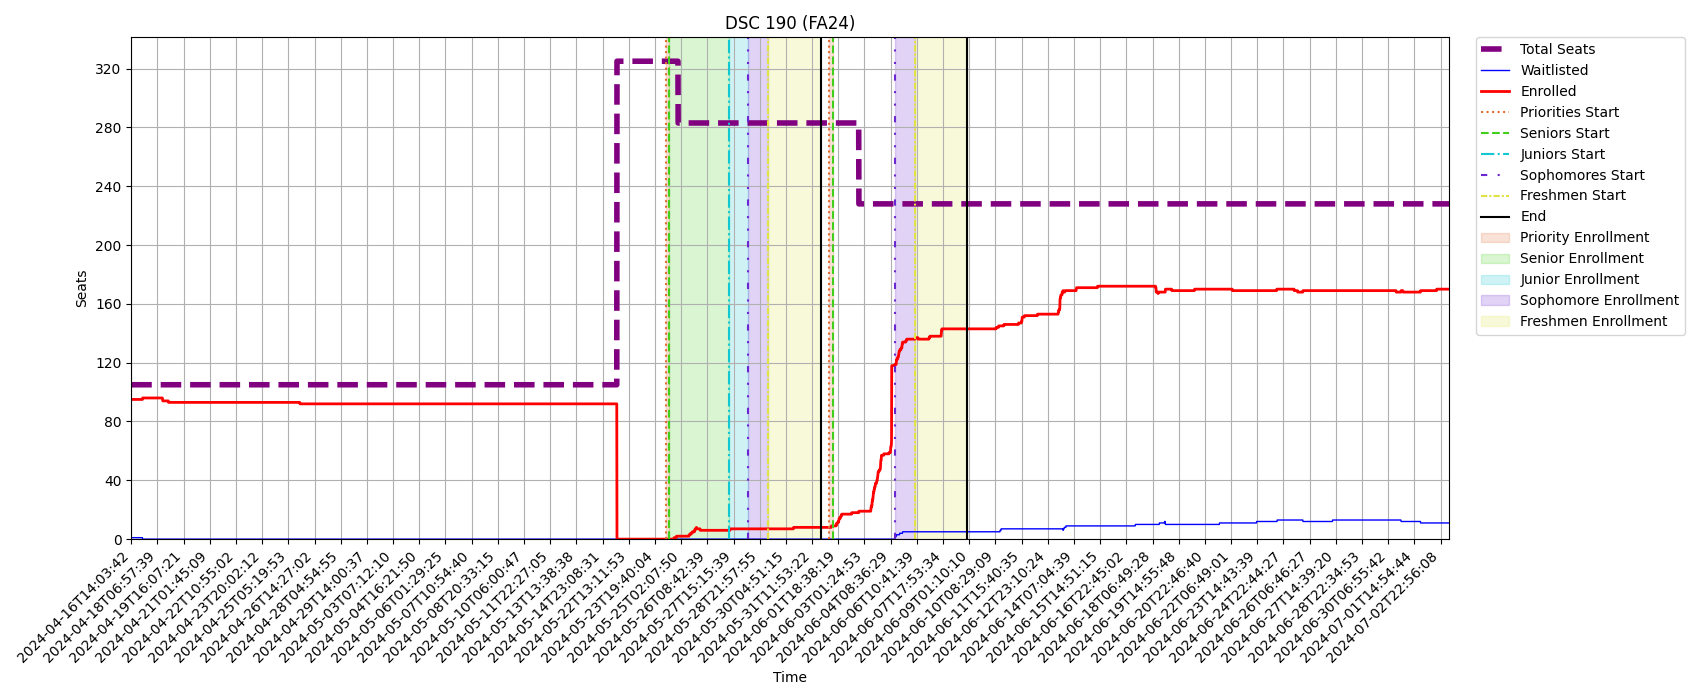 DSC 190 (FA24)
Seats
320
280
240
200
160
120
80
40
0
2024-04-16T14:03:42
2024-04-18T06:57:39
2024-04-19T16:07:21
2024-04-21T01:45:09
2024-04-22T10:55:02
2024-04-23T20:02:12
2024-04-25T05:19:53
2024-04-26T14:27:02
2024-04-28T04:54:55
2024-04-29T14:00:37
2024-05-03T07:12:10
2024-05-04T16:21:50
2024-05-06T01:29:25
2024-05-07T10:54:40
2024-05-08T20:33:15
2024-05-10T06:00:47
2024-05-11T22:27:05
2024-05-13T13:38:38
2024-05-14T23:08:31
2024-05-22T13:11:53
2024-05-23T19:40:04
2024-05-25T02:07:50
2024-05-26T08:42:39
2024-05-27T15:15:39
2024-05-28T21:57:55
2024-05-30T04:51:15
2024-05-31T11:53:22
2024-06-01T18:38:19
2024-06-03T01:24:53
2024-06-04T08:36:29
2024-06-06T10:41:39
2024-06-07T17:53:34
2024-06-09T01:10:10
2024-06-10T08:29:09
2024-06-11T15:40:35
2024-06-12T23:10:24
2024-06-14T07:04:39
2024-06-15T14:51:15
2024-06-16T22:45:02
2024-06-18T06:49:28
2024-06-19T14:55:48
2024-06-20T22:46:40
2024-06-22T06:49:01
2024-06-23T14:43:39
2024-06-24T22:44:27
2024-06-26T06:46:27
2024-06-27T14:39:20
2024-06-28T22:34:53
2024-06-30T06:55:42
2024-07-01T14:54:44
2024-07-02T22:56:08
Time
Total Seats
Waitlisted
Enrolled
Priorities Start
Seniors Start
Juniors Start
Sophomores Start
Freshmen Start
End
Priority Enrollment
Senior Enrollment
Junior Enrollment
Sophomore Enrollment
Freshmen Enrollment